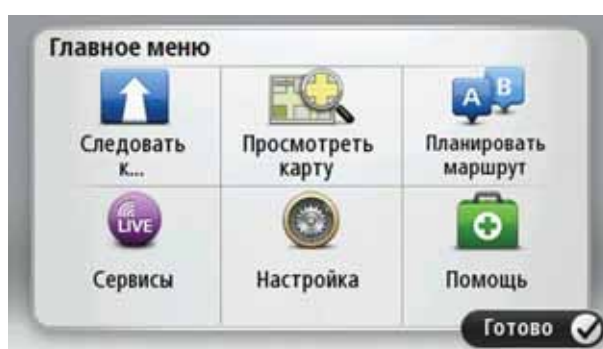 Главное меню
A B
Следовать
к...
Просмотреть
карту
Планировать
маршрут
LIVE
Сервисы
Настройка
Помощь
Готово